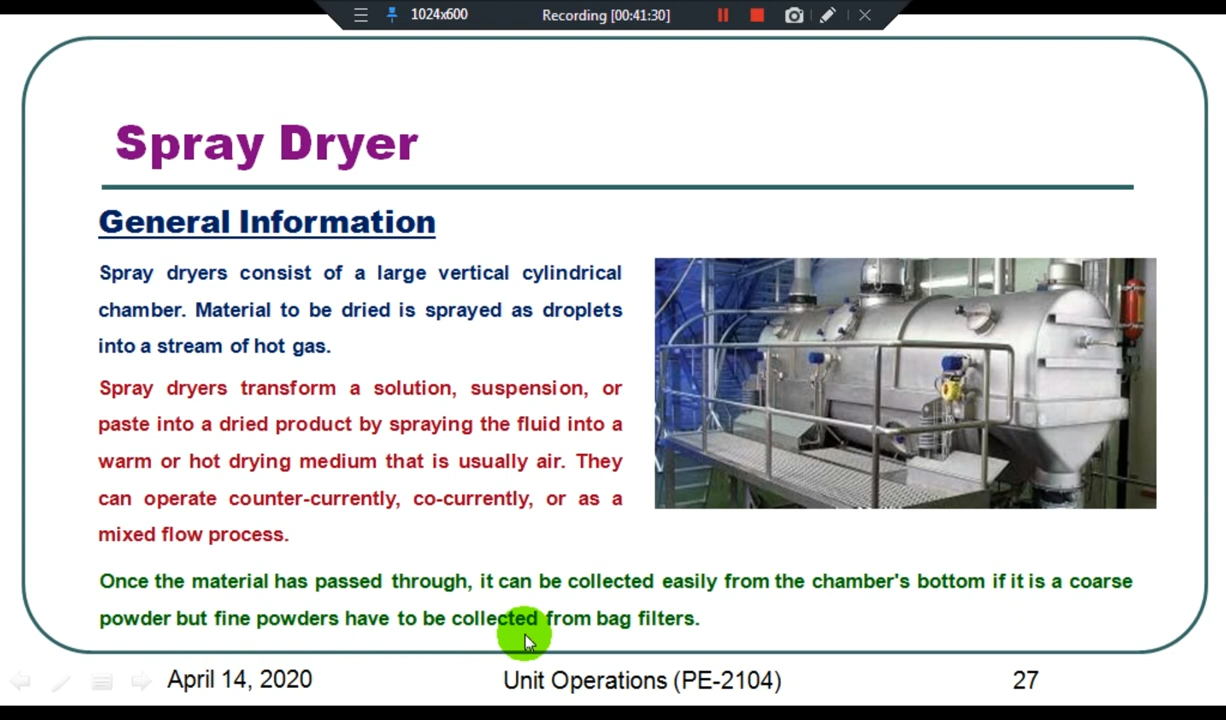 1024x600 Recording [00:41:30]
Spray Dryer
General Information
Spray dryers consist of a large vertical cylindrical
chamber. Material to be dried is sprayed as droplets
into a stream of hot gas.
Spray dryers transform a solution, suspension, or
paste into a dried product by spraying the fluid into a
warm or hot drying medium that is usually air. They
can operate counter-currently, co-currently, or as a
mixed flow process.
Once the material has passed through, it can be collected easily from the chamber's bottom if it is a coarse
powder but fine powders have to be collected from bag filters.
April 14, 2020 Unit Operations (PE-2104) 27